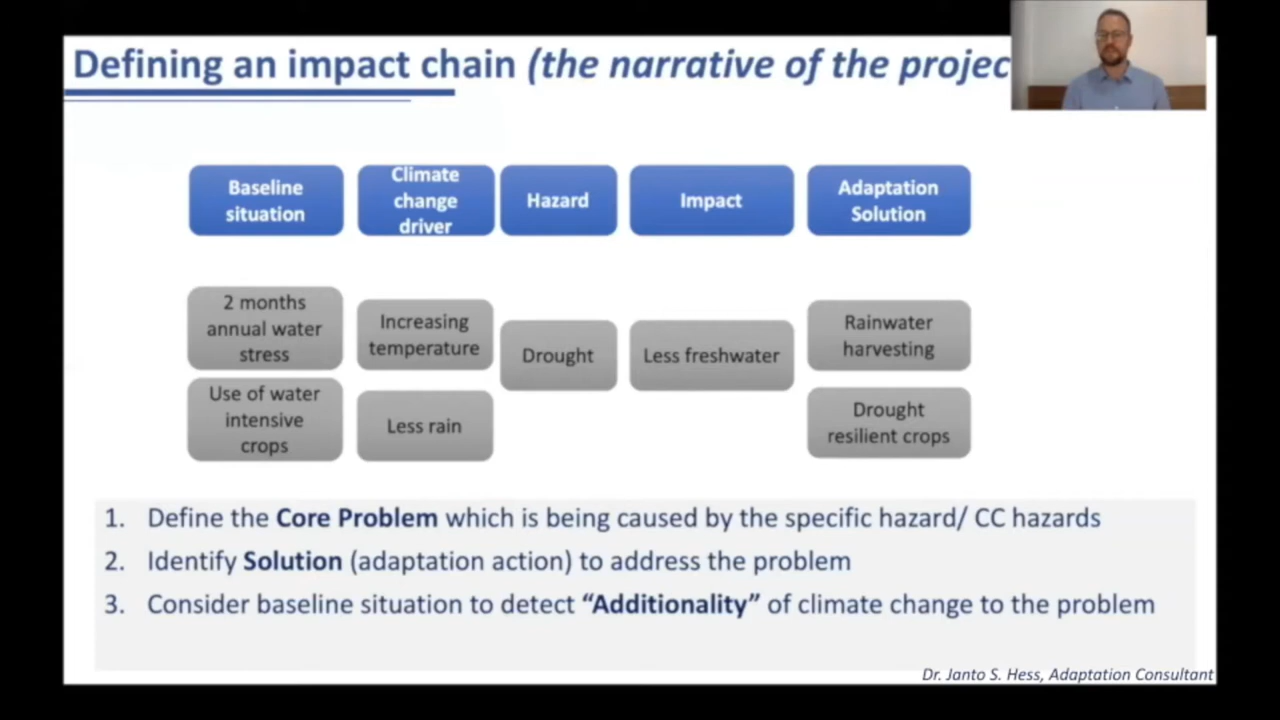 Defining an impact chain (the narrative of the projec
Baseline
situation
Climate
change
driver
Hazard
Impact
Adaptation
Solution
2 months
annual water
stress
Use of water
intensive
crops
Increasing
temperature
Less rain
Drought
Less freshwater
Rainwater
harvesting
Drought
resilient crops
1. Define the Core Problem which is being caused by the specific hazard/ CC hazards
2. Identify Solution (adaptation action) to address the problem
3. Consider baseline situation to detect “Additionality” of climate change to the problem
Dr. Janto S. Hess, Adaptation Consultant